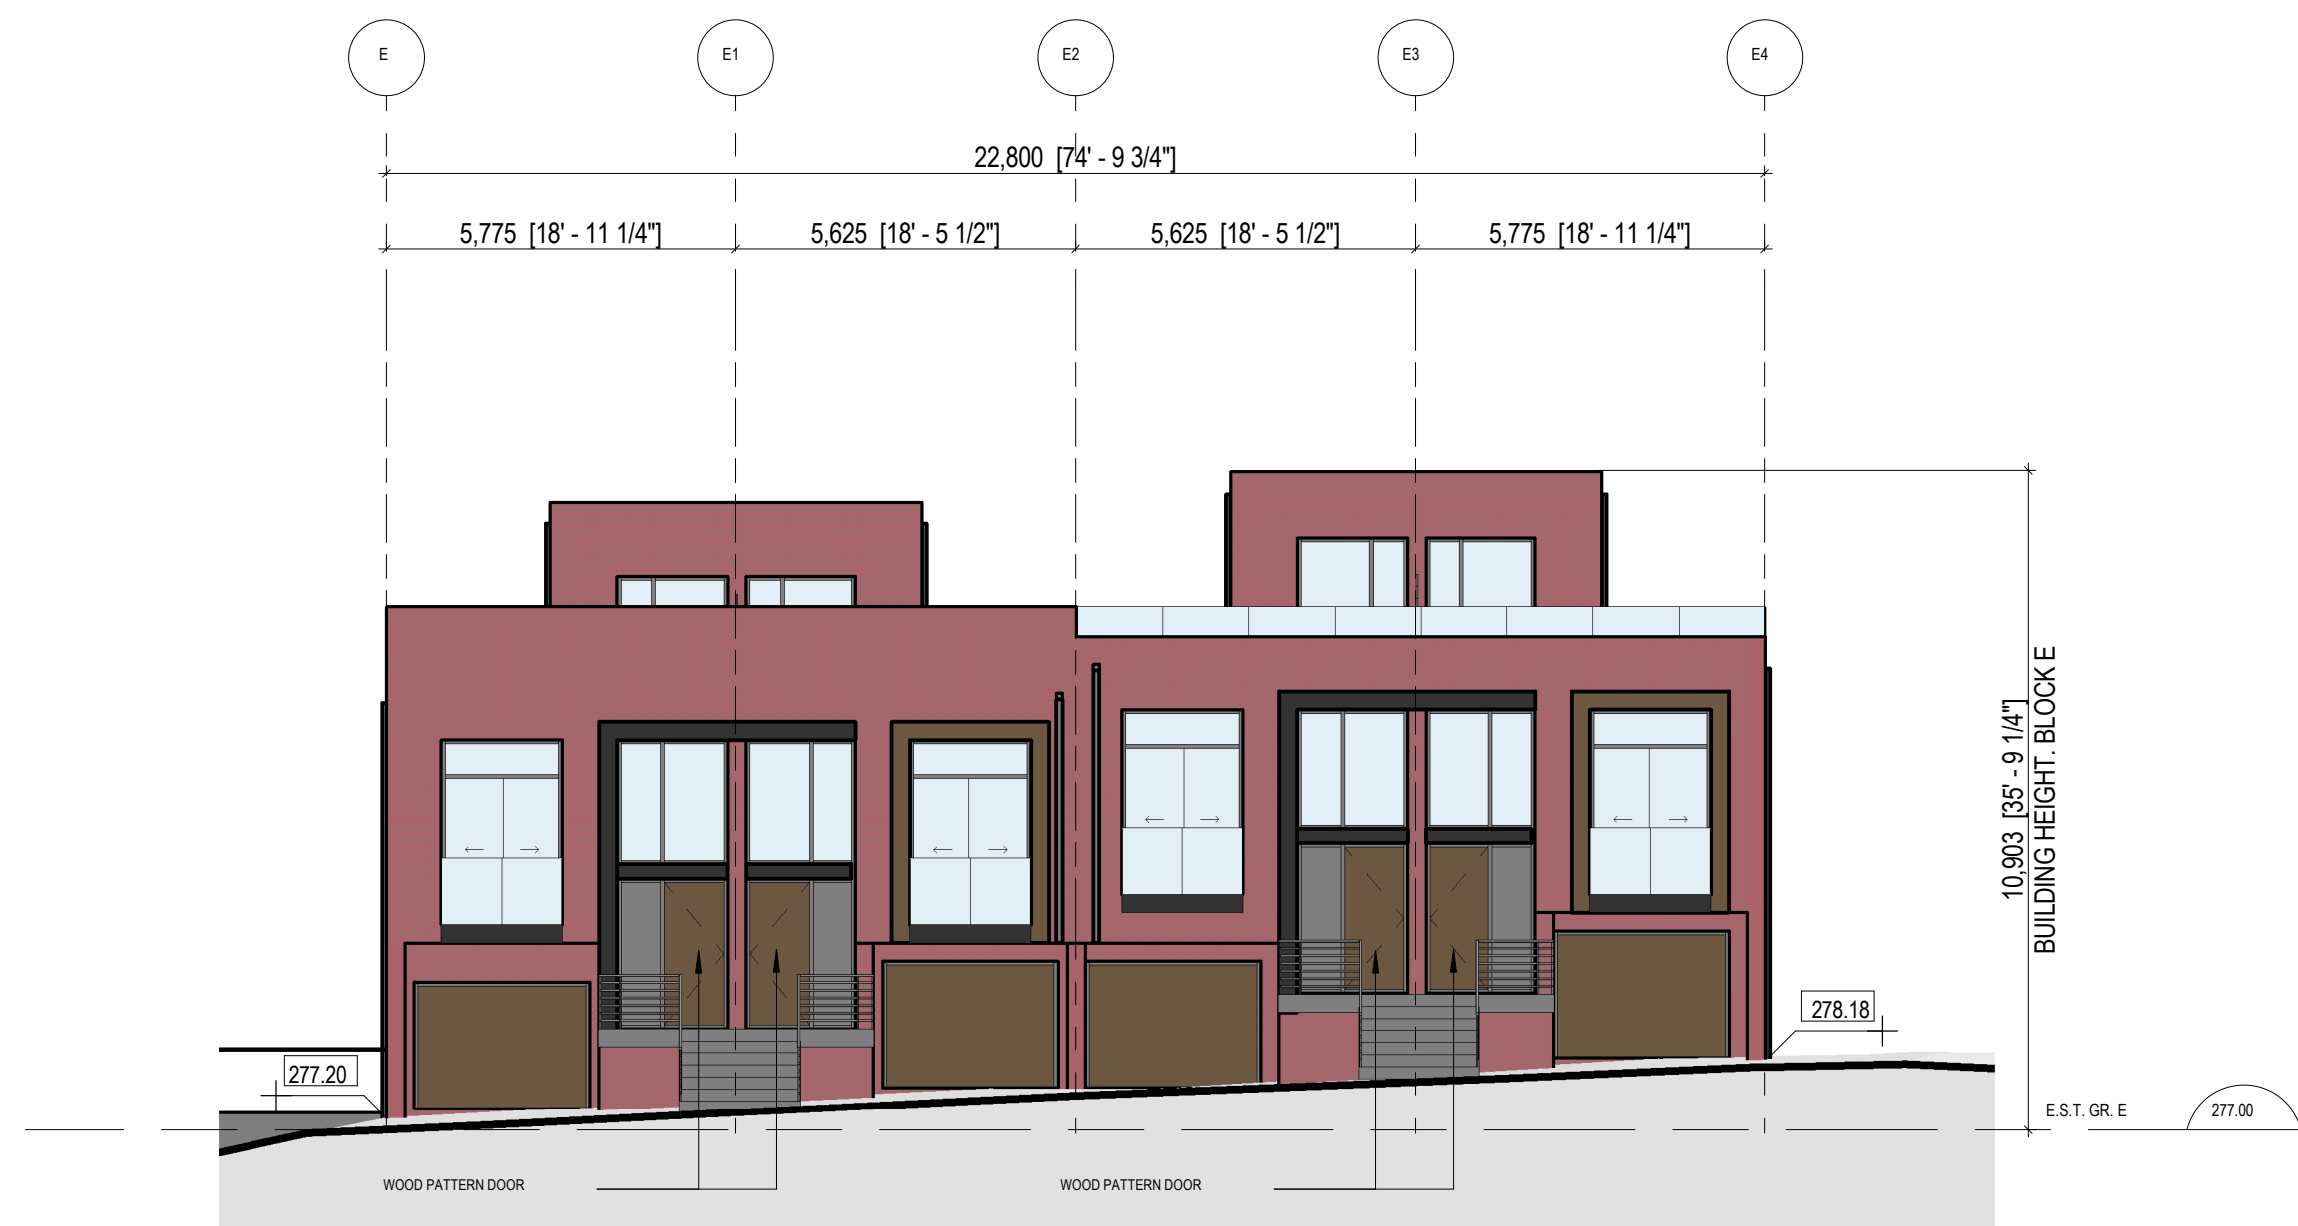 E
E1
E2
E3
E4
22,800 [74' - 9 3/4"]
5,775 [18' - 11 1/4"]
5,625 [18' - 5 1/2"]
5,625 [18' - 5 1/2"]
5,775 [18' - 11 1/4"]
10,903 [35' - 9 1/4"]
BUILDING HEIGHT. BLOCK E
278.18
277.20
E.S.T. GR. E
277.00
WOOD PATTERN DOOR
WOOD PATTERN DOOR